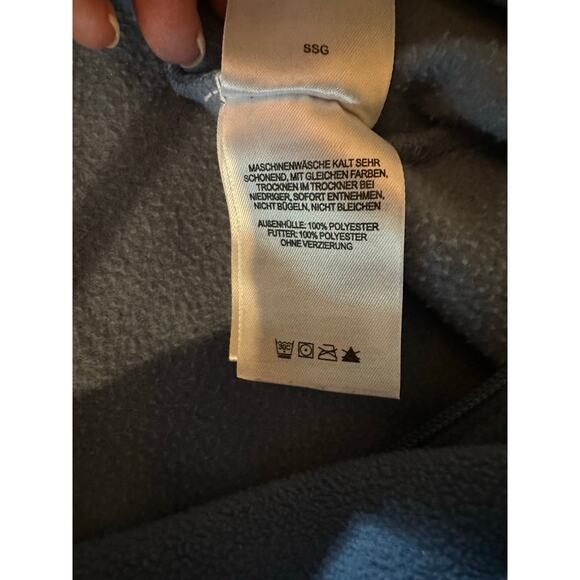 SSG
MASCHINENWÄSCHE KALT SEHR
SCHONEND, MIT GLEICHEN FARBEN,
TROCKNEN IM TROCKNER BEI
NIEDRIGER, SOFORT ENTNEHMEN,
NICHT BÜGELN, NICHT BLEICHEN
AUßENHÜLLE: 100% POLYESTER
FUTTER: 100% POLYESTER
OHNE VERZIERUNG